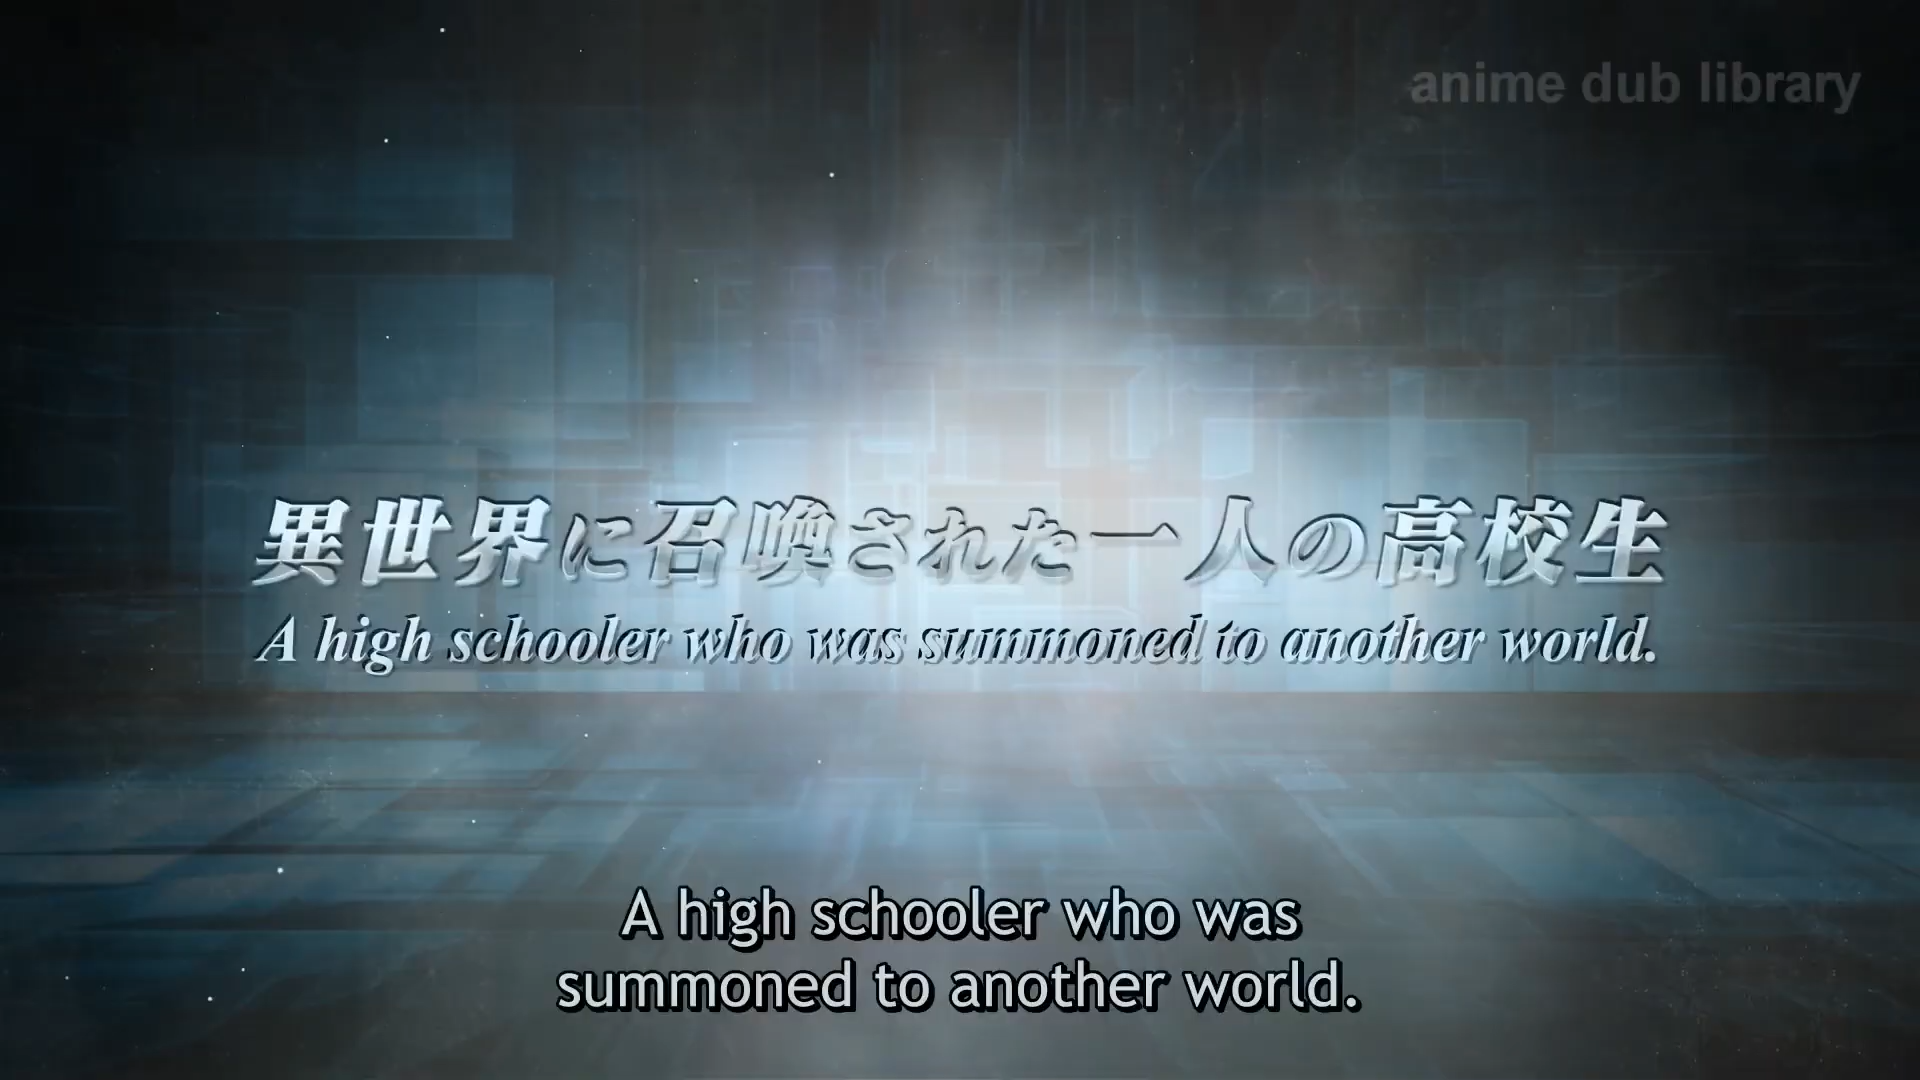 anime dub library
異世界に召喚された一人の高校生
A high schooler who was summoned to another world.
A high schooler who was
summoned to another world.